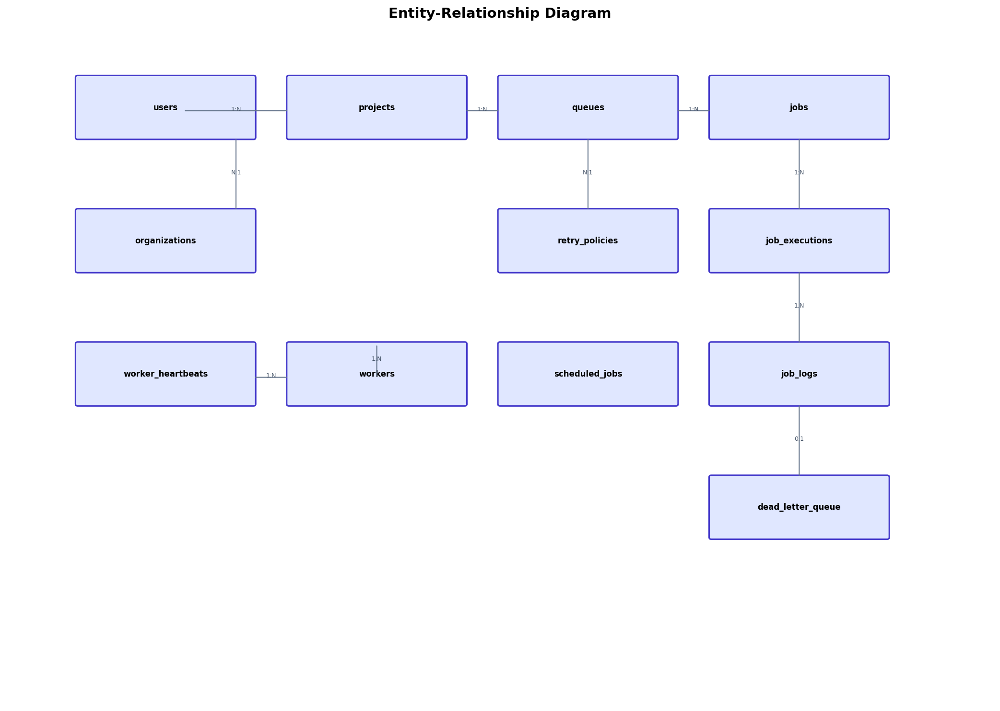 Entity-Relationship Diagram
users
1:N
projects
1:N
queues
1:N
jobs
N:1
N:1
1:N
organizations
retry_policies
job_executions
1:N
1:N
worker_heartbeats
1:N
workers
scheduled_jobs
job_logs
0:1
dead_letter_queue